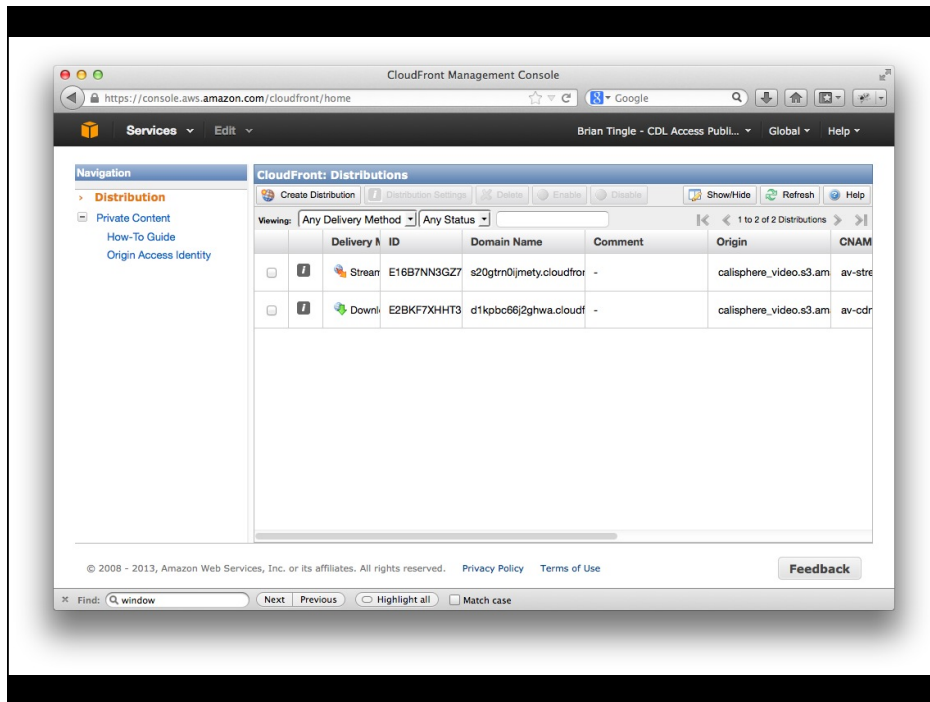 CloudFront Management Console
https://console.aws.amazon.com/cloudfront/home
Google
Services Edit Brian Tingle - CDL Access Publi... Global Help
Navigation
Distribution
Private Content
How-To Guide
Origin Access Identity
CloudFront: Distributions
Create Distribution Distribution Settings Delete Enable Disable Show/Hide Refresh Help
Viewing: Any Delivery Method Any Status 1 to 2 of 2 Distributions
Delivery M ID Domain Name Comment Origin CNAM
i Stream E16B7NN3GZ7 s20gtrn0ijmety.cloudfror - calisphere_video.s3.am av-stre
i Downl E2BKF7XHHT3 d1kpbc66j2ghwa.cloudf - calisphere_video.s3.am av-cdr
© 2008 - 2013, Amazon Web Services, Inc. or its affiliates. All rights reserved. Privacy Policy Terms of Use Feedback
× Find: window Next Previous Highlight all Match case